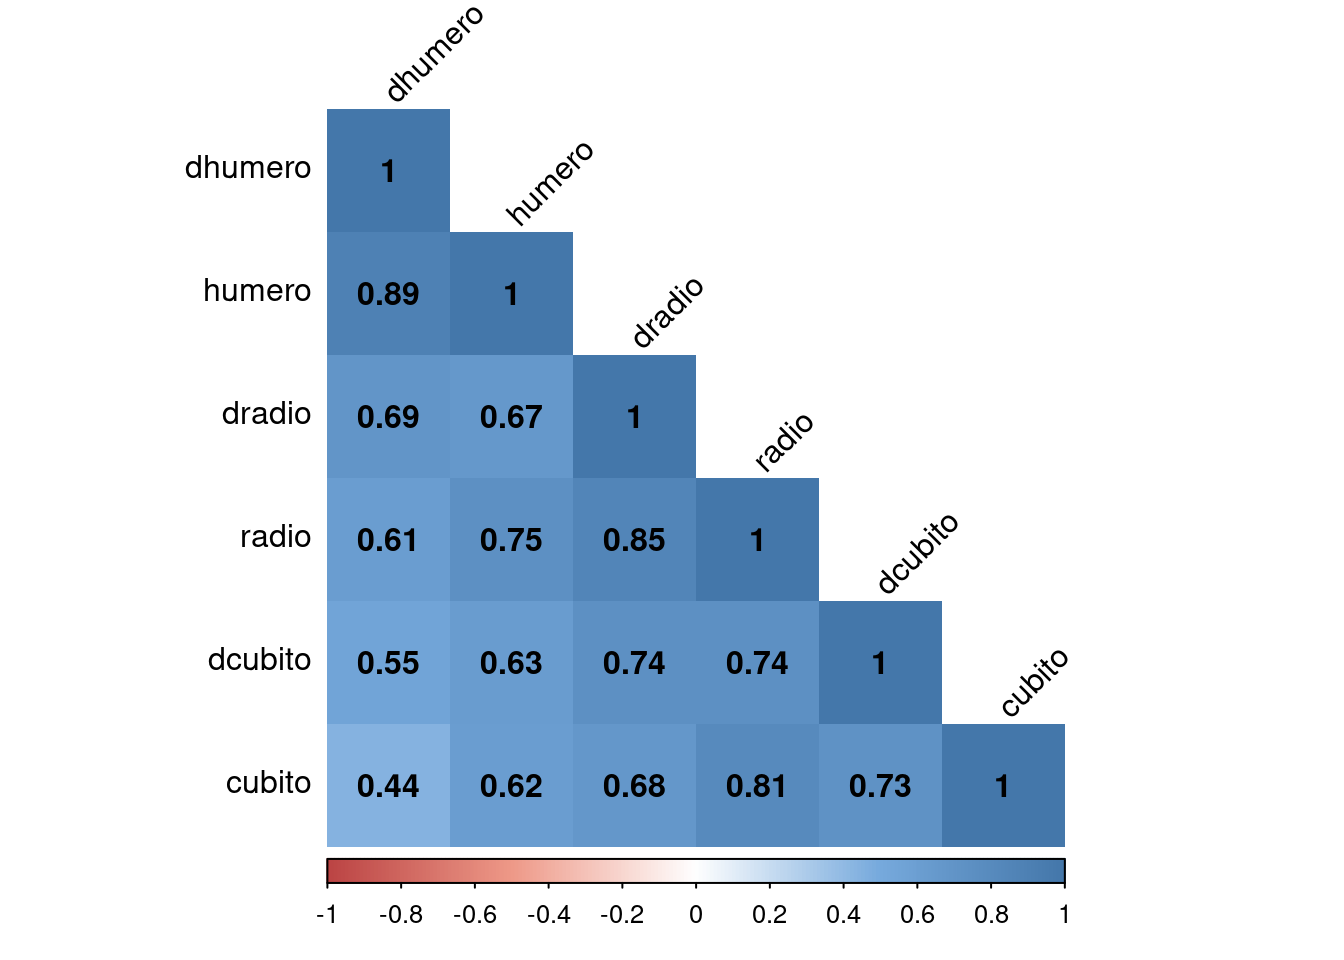 dhumero
dhumero 1
humero
humero 0.89 1
dradio
dradio 0.69 0.67 1
radio
radio 0.61 0.75 0.85 1
dcubito
dcubito 0.55 0.63 0.74 0.74 1
cubito
cubito 0.44 0.62 0.68 0.81 0.73 1
-1 -0.8 -0.6 -0.4 -0.2 0 0.2 0.4 0.6 0.8 1